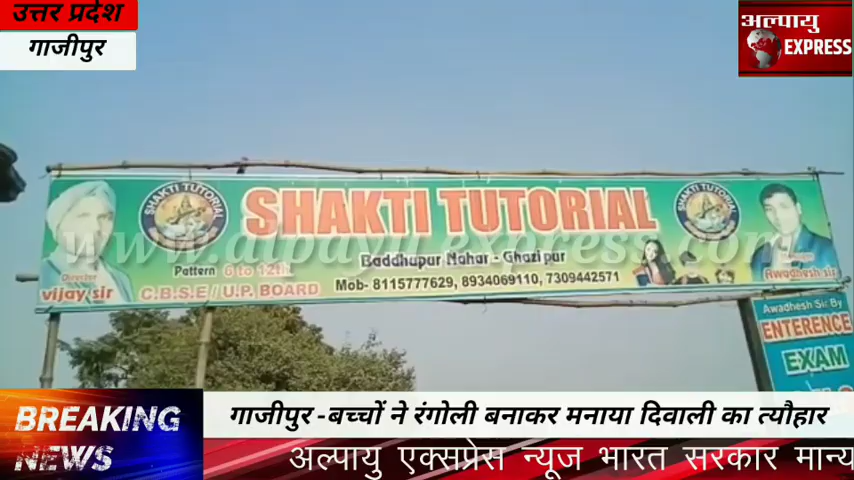 उत्तर प्रदेश
गाजीपुर
अल्पायु
EXPRESS
SHAKTI TUTORIAL
SHAKTI TUTORIAL
SHAKTI TUTORIAL
www.alpayu express.com
Baddhupur Nahar - Ghazipur
Pattern 6 to 12th
C.B.S.E / U.P. BOARD
Mob- 8115777629, 8934069110, 7309442571
Director
vijay sir
Awadhesh sir
Awadhesh Sir By
ENTERENCE
EXAM
BREAKING
NEWS
गाजीपुर -बच्चों ने रंगोली बनाकर मनाया दिवाली का त्यौहार
अल्पायु एक्सप्रेस न्यूज भारत सरकार मान्य